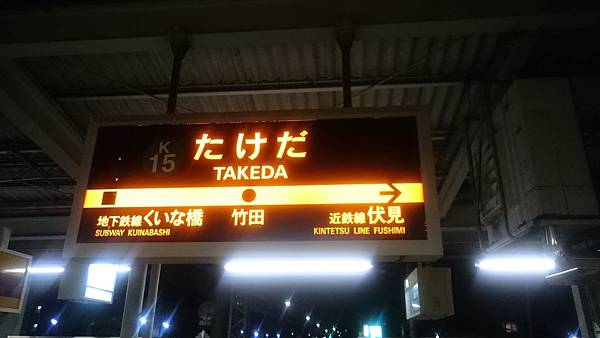 K
15
たけだ
TAKEDA
地下鉄線くいな橋
SUBWAY KUINABASHI
竹田
近鉄線伏見
KINTETSU LINE FUSHIMI